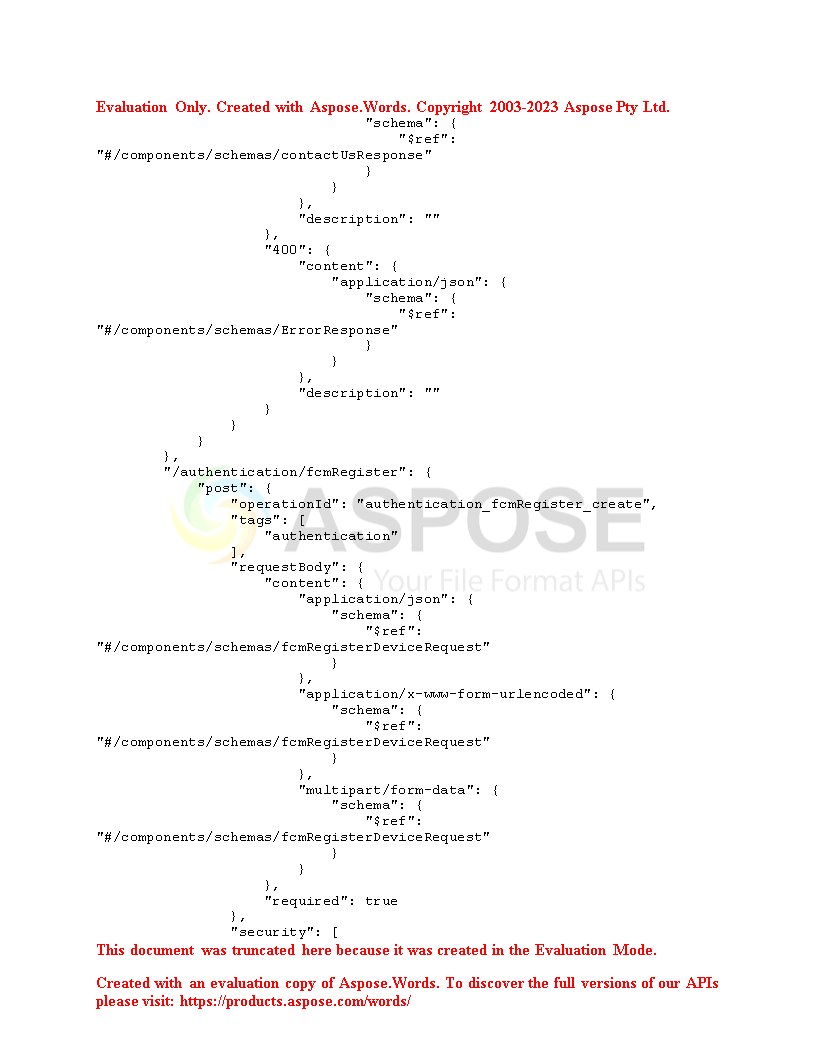 Evaluation Only. Created with Aspose.Words. Copyright 2003-2023 Aspose Pty Ltd.
"schema": {
"$ref":
"#/components/schemas/contactUsResponse"
}
}
},
"description": ""
},
"400": {
"content": {
"application/json": {
"schema": {
"$ref":
"#/components/schemas/ErrorResponse"
}
}
},
"description": ""
}
}
}
},
"/authentication/fcmRegister": {
"post": {
"operationId": "authentication_fcmRegister_create",
"tags": [
"authentication"
],
"requestBody": {
"content": {
"application/json": {
"schema": {
"$ref":
"#/components/schemas/fcmRegisterDeviceRequest"
}
},
"application/x-www-form-urlencoded": {
"schema": {
"$ref":
"#/components/schemas/fcmRegisterDeviceRequest"
}
},
"multipart/form-data": {
"schema": {
"$ref":
"#/components/schemas/fcmRegisterDeviceRequest"
}
}
},
"required": true
},
"security": [
This document was truncated here because it was created in the Evaluation Mode.
Created with an evaluation copy of Aspose.Words. To discover the full versions of our APIs
please visit: https://products.aspose.com/words/
ASPOSE
Your File Format APIs